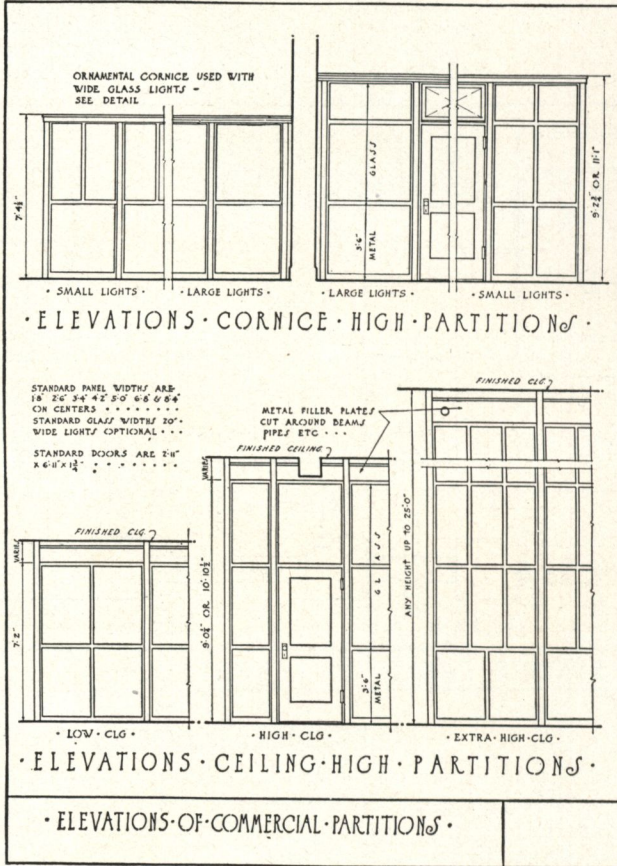 ORNAMENTAL CORNICE USED WITH
WIDE GLASS LIGHTS -
SEE DETAIL
7'4½"
GLASS
3'6"
METAL
9'2¾" OR 11'1"
· SMALL LIGHTS · · LARGE LIGHTS ·
· LARGE LIGHTS · · SMALL LIGHTS ·
· ELEVATIONS · CORNICE · HIGH · PARTITIONS ·
STANDARD PANEL WIDTHS ARE
1'8" 2'6" 3'4" 4'2" 5'0" 6'8" & 8'4"
ON CENTERS · · · · · · · ·
STANDARD GLASS WIDTHS 20"·
WIDE LIGHTS OPTIONAL · · ·
STANDARD DOORS ARE 2'11"
X 6'11" X 1¾" · · · · · · ·
METAL FILLER PLATES
CUT AROUND BEAMS
PIPES ETC · · ·
FINISHED CLG.
FINISHED CEILING
FINISHED CLG.
VARIES
7'2"
VARIES
9'0¾" OR 10'10½"
GLASS
3'6"
METAL
ANY HEIGHT UP TO 25'0"
· LOW · CLG ·
· HIGH · CLG ·
· EXTRA · HIGH · CLG ·
· ELEVATIONS · CEILING · HIGH · PARTITIONS ·
· ELEVATIONS · OF · COMMERCIAL · PARTITIONS ·